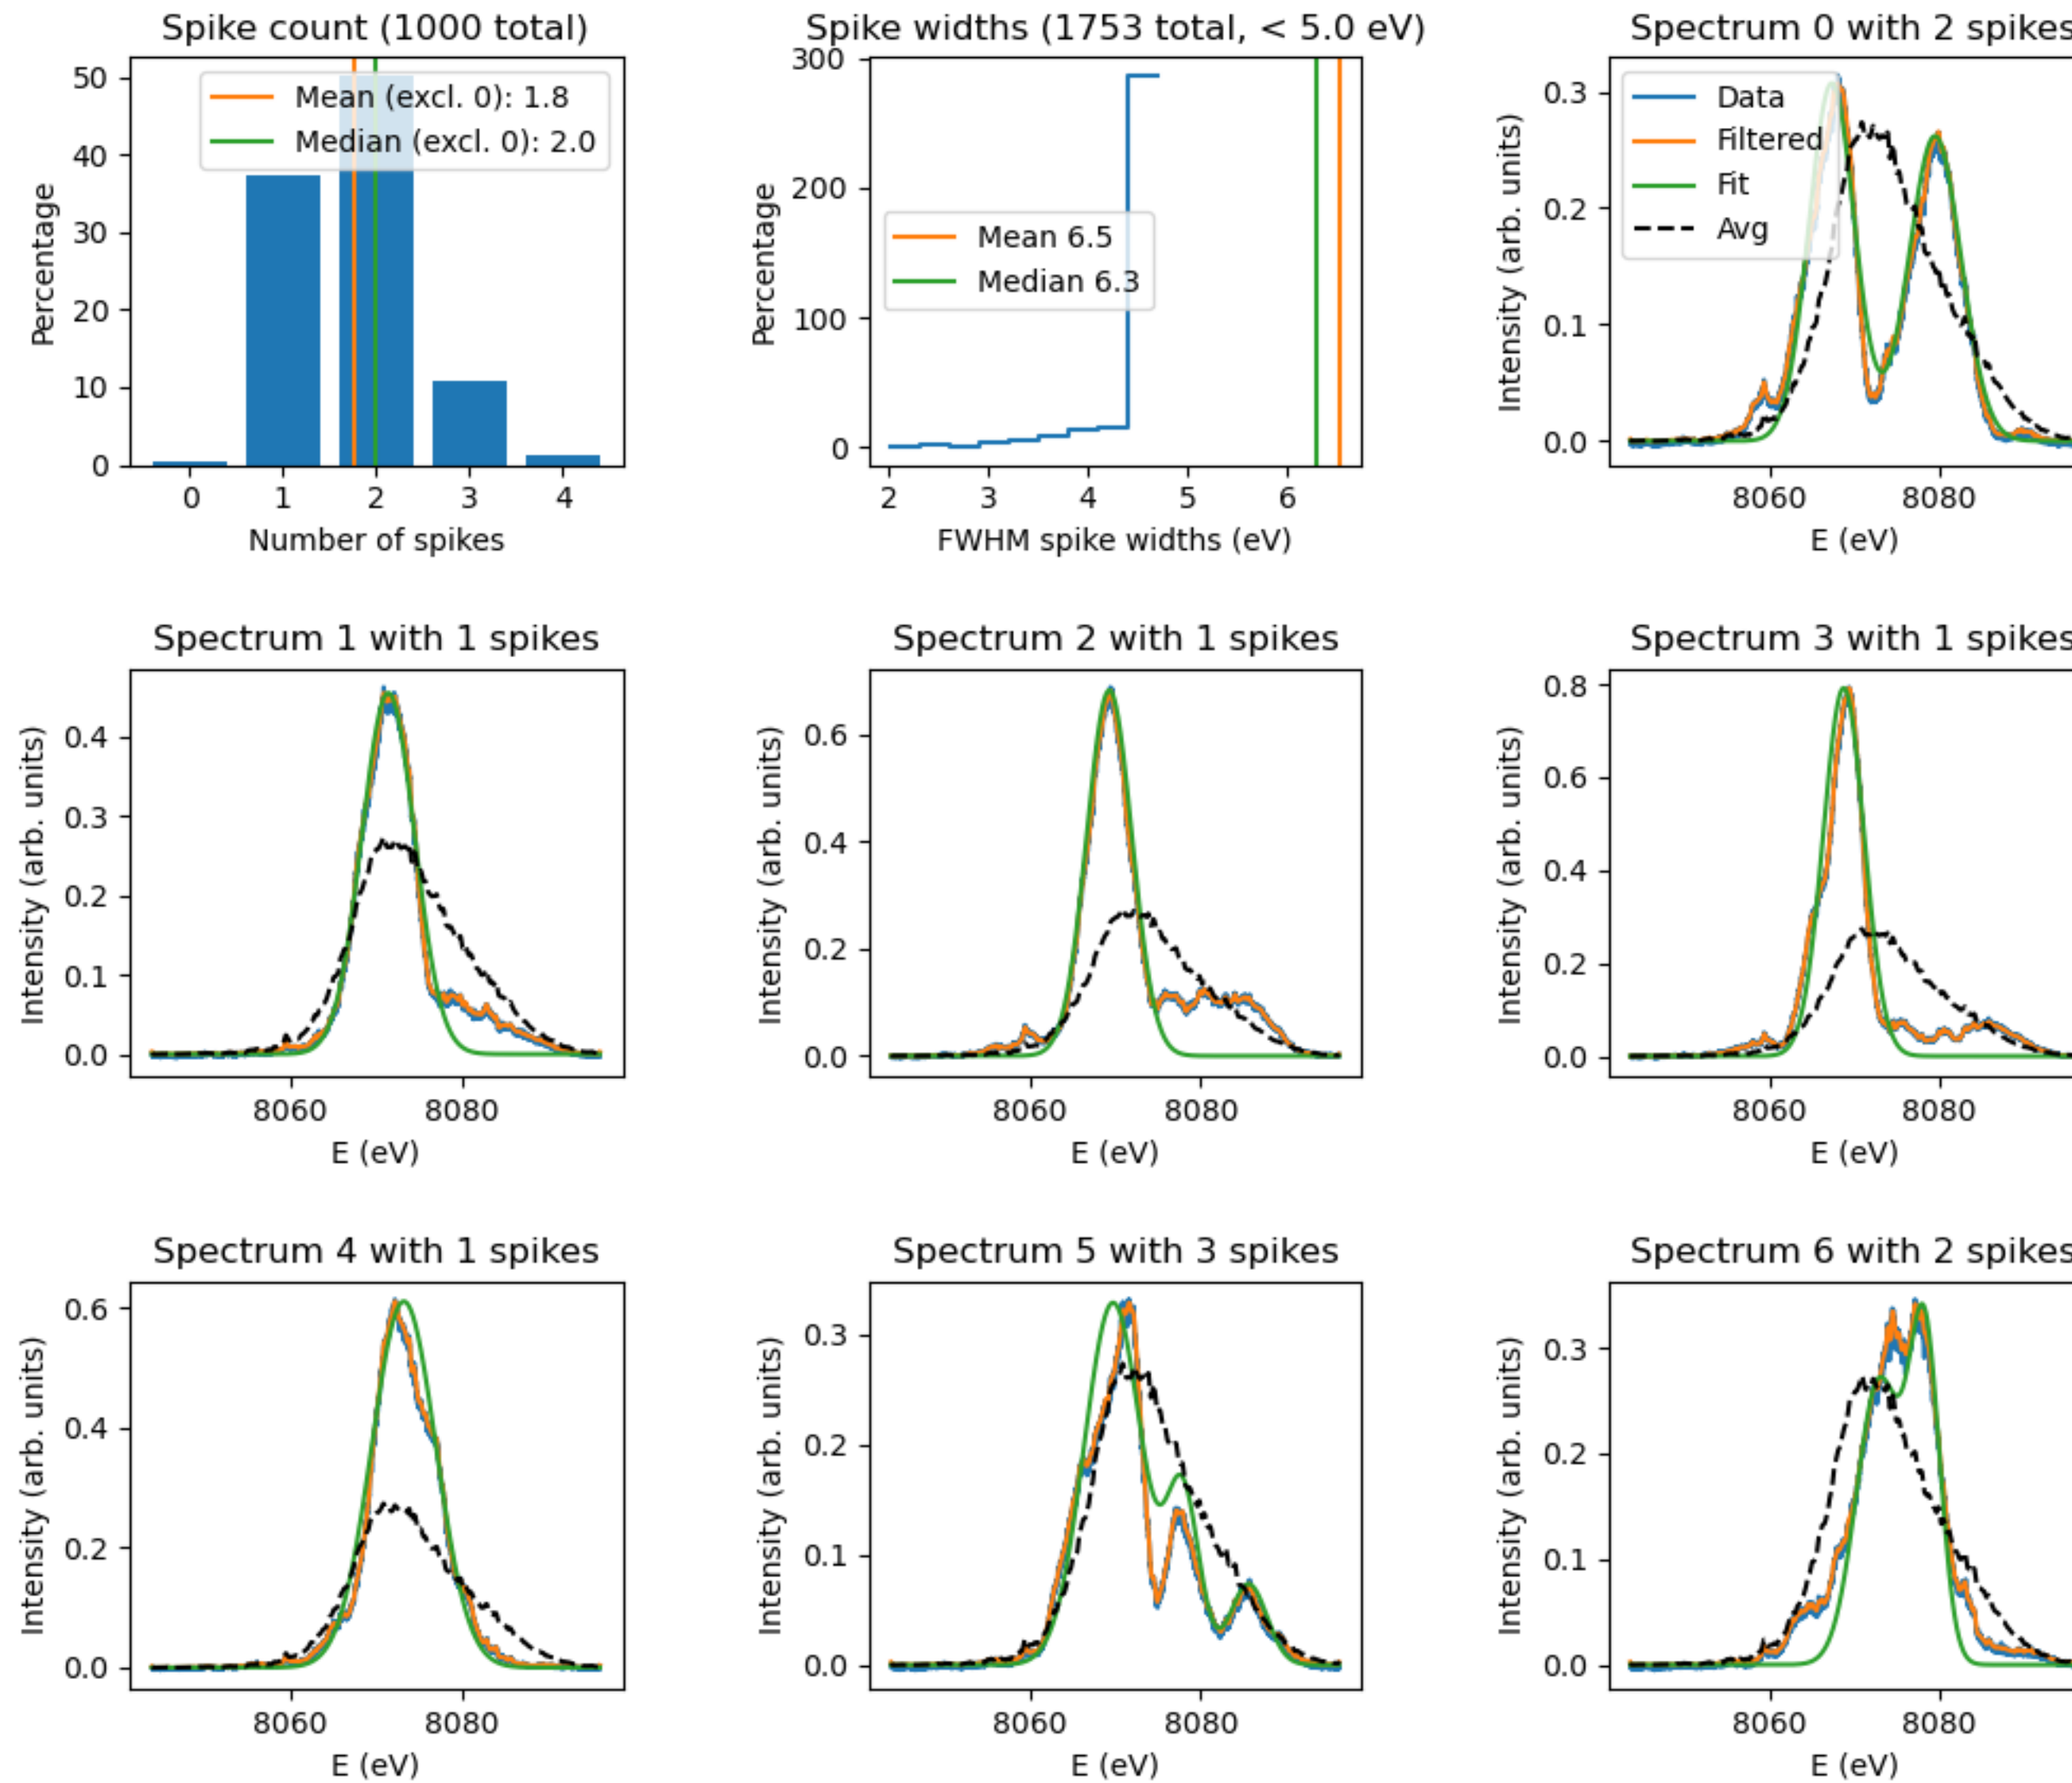 Spike count (1000 total)
Percentage
50
40
30
20
10
0
Mean (excl. 0): 1.8
Median (excl. 0): 2.0
0 1 2 3 4
Number of spikes
Spike widths (1753 total, < 5.0 eV)
Percentage
300
200
100
0
Mean 6.5
Median 6.3
2 3 4 5 6
FWHM spike widths (eV)
Spectrum 0 with 2 spikes
Intensity (arb. units)
0.3
0.2
0.1
0.0
Data
Filtered
Fit
Avg
8060 8080
E (eV)
Spectrum 1 with 1 spikes
Intensity (arb. units)
0.4
0.3
0.2
0.1
0.0
8060 8080
E (eV)
Spectrum 2 with 1 spikes
Intensity (arb. units)
0.6
0.4
0.2
0.0
8060 8080
E (eV)
Spectrum 3 with 1 spikes
Intensity (arb. units)
0.8
0.6
0.4
0.2
0.0
8060 8080
E (eV)
Spectrum 4 with 1 spikes
Intensity (arb. units)
0.6
0.4
0.2
0.0
8060 8080
E (eV)
Spectrum 5 with 3 spikes
Intensity (arb. units)
0.3
0.2
0.1
0.0
8060 8080
E (eV)
Spectrum 6 with 2 spikes
Intensity (arb. units)
0.3
0.2
0.1
0.0
8060 8080
E (eV)